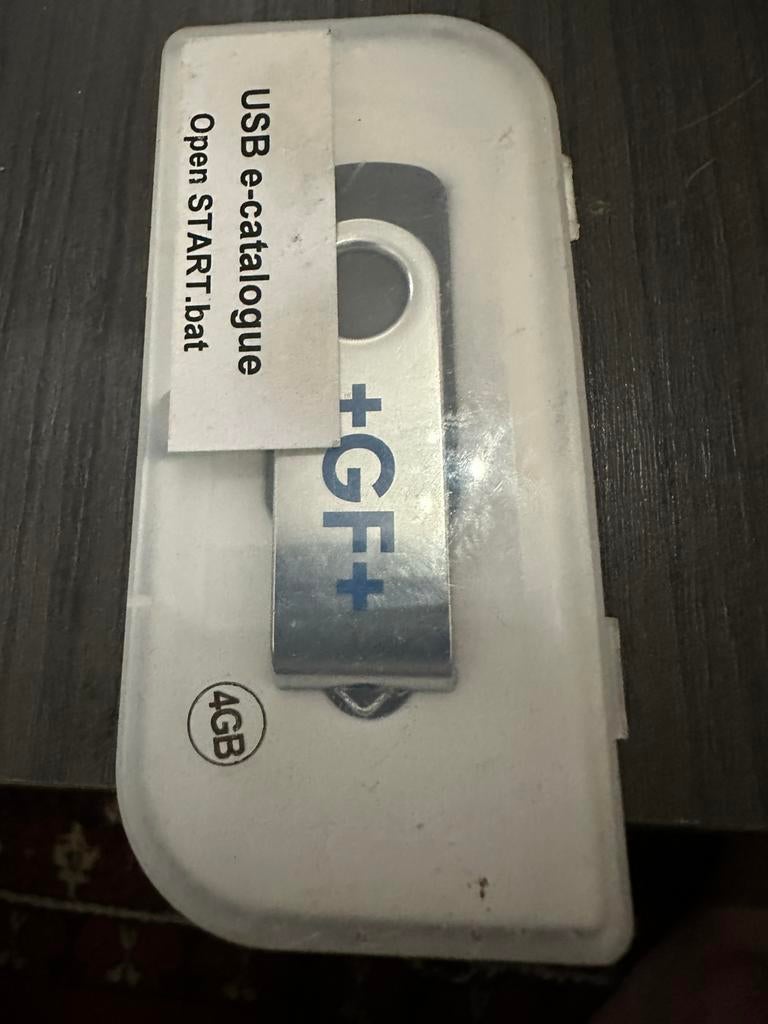 USB e-catalogue
Open START.bat
+GF+
4GB